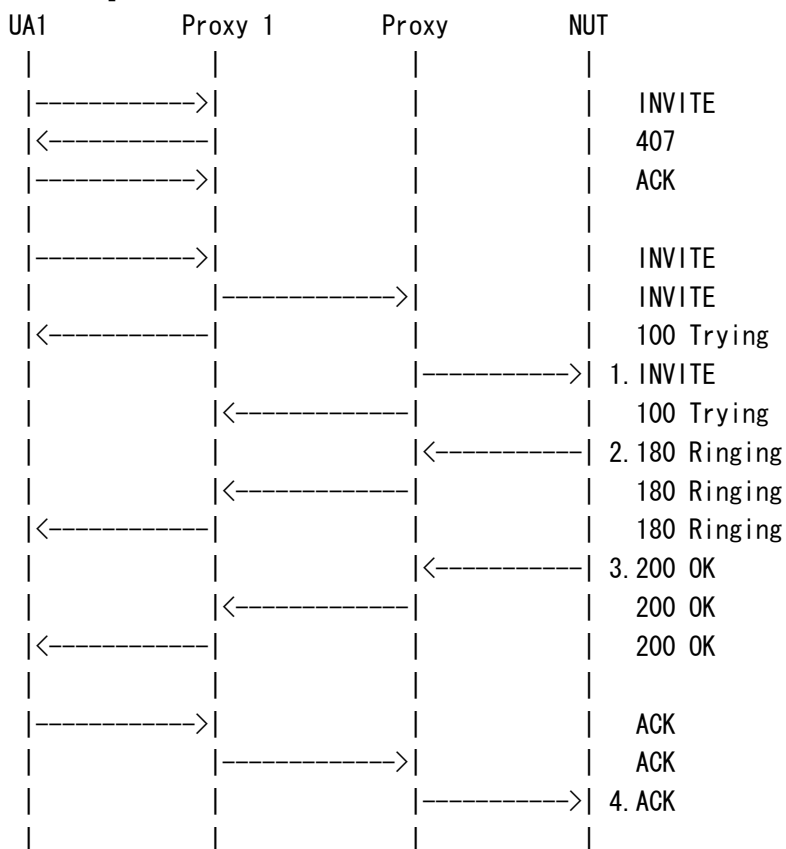 UA1 Proxy 1 Proxy NUT
| | | |
|------------>| | | INVITE
|<------------| | | 407
|------------>| | | ACK
| | | |
|------------>| | | INVITE
| |------------->| | INVITE
|<------------| | | 100 Trying
| | |----------->| 1.INVITE
| |<-------------| | 100 Trying
| | |<-----------| 2.180 Ringing
| |<-------------| | 180 Ringing
|<------------| | | 180 Ringing
| | |<-----------| 3.200 OK
| |<-------------| | 200 OK
|<------------| | | 200 OK
| | | |
|------------>| | | ACK
| |------------->| | ACK
| | |----------->| 4.ACK
| | | |